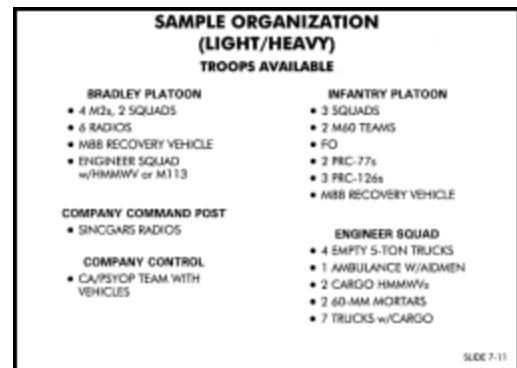 SAMPLE ORGANIZATION
(LIGHT/HEAVY)
TROOPS AVAILABLE
BRADLEY PLATOON
• 4 M2s, 2 SQUADS
• 6 RADIOS
• M88 RECOVERY VEHICLE
• ENGINEER SQUAD
w/HMMWV or M113
COMPANY COMMAND POST
• SINCGARS RADIOS
COMPANY CONTROL
• CA/PSYOP TEAM WITH
VEHICLES
INFANTRY PLATOON
• 3 SQUADS
• 2 M60 TEAMS
• FO
• 2 PRC-77s
• 3 PRC-126s
• M88 RECOVERY VEHICLE
ENGINEER SQUAD
• 4 EMPTY 5-TON TRUCKS
• 1 AMBULANCE W/AIDMEN
• 2 CARGO HMMWVs
• 2 60-MM MORTARS
• 7 TRUCKS w/CARGO
SLIDE 7-11